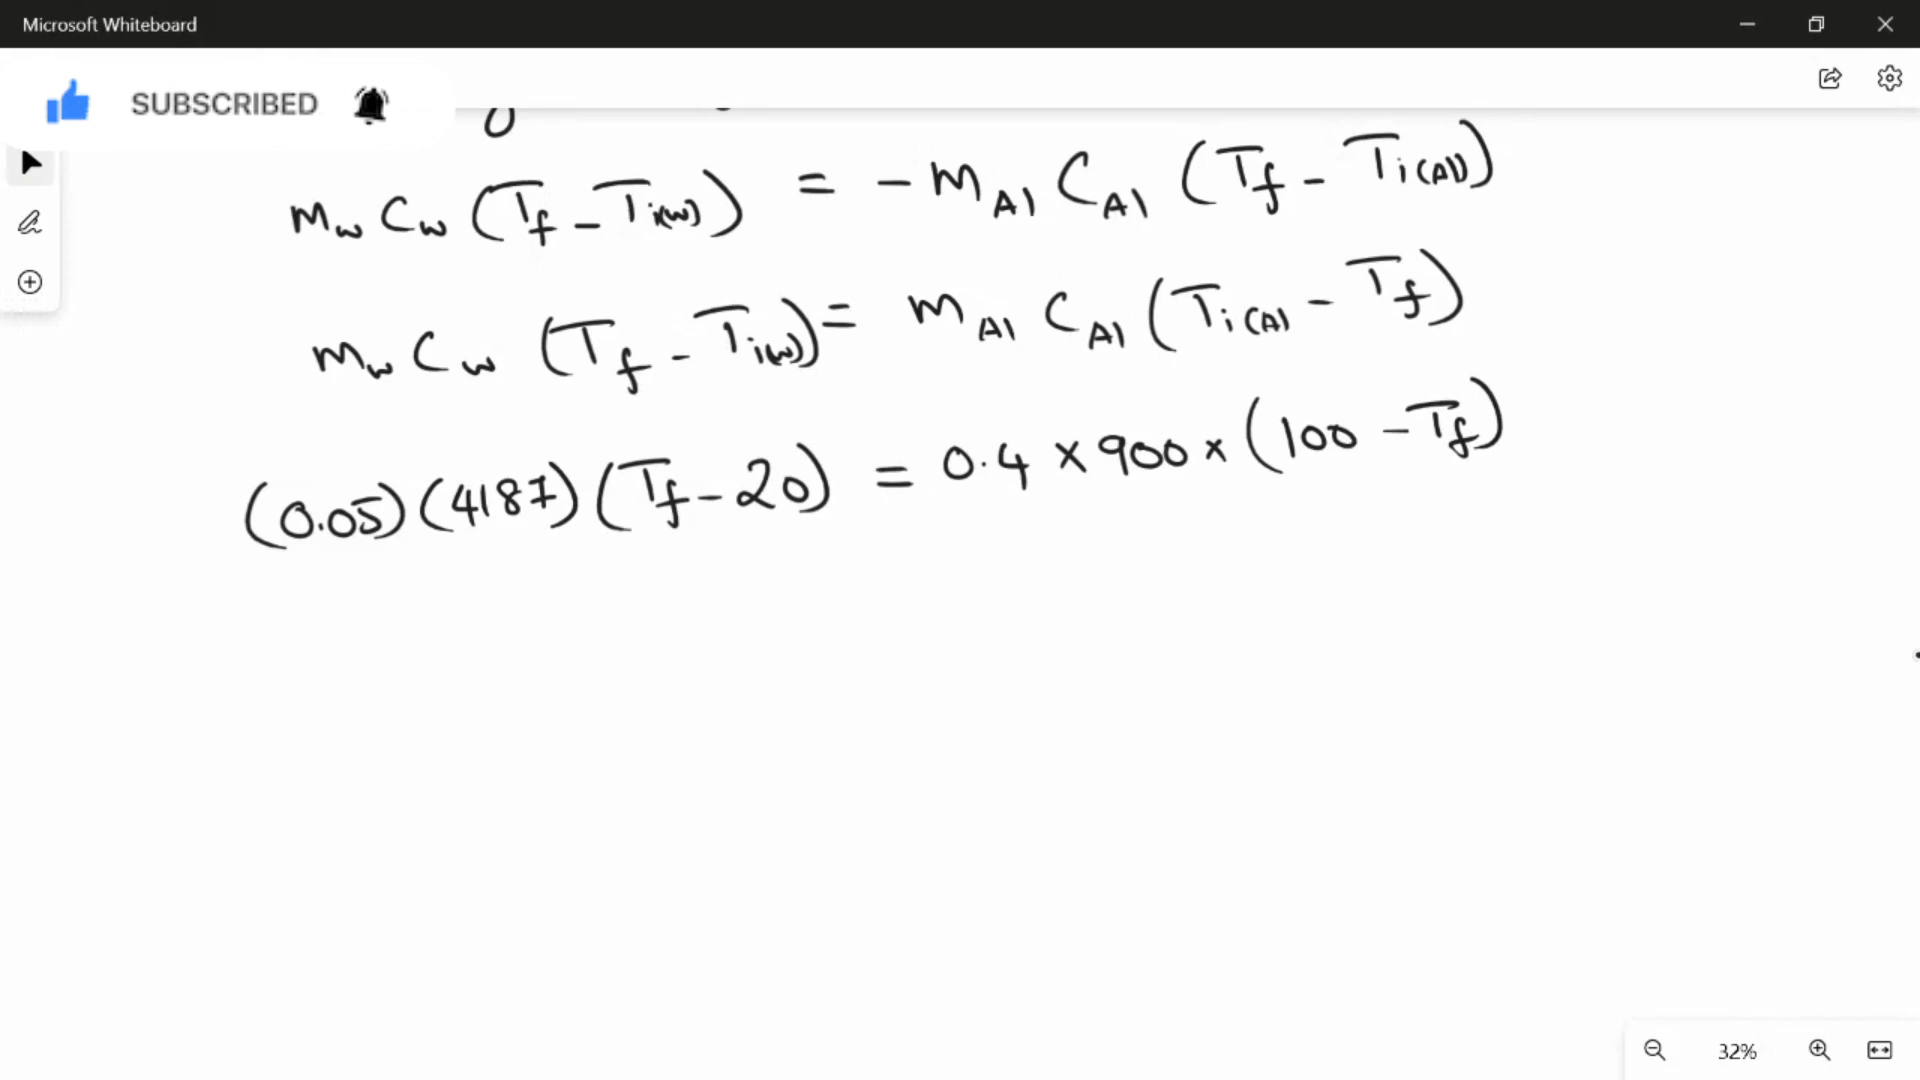 Microsoft Whiteboard
SUBSCRIBED
m_w C_w (T_f - T_i(w)) = - m_Al C_Al (T_f - T_i(Al))
m_w C_w (T_f - T_i(w)) = m_Al C_Al (T_i(Al) - T_f)
(0.05)(4187)(T_f - 20) = 0.4 × 900 × (100 - T_f)
32%